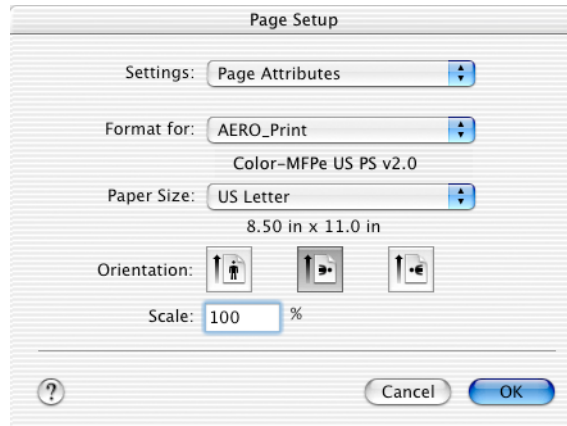 Page Setup
Settings: Page Attributes
Format for: AERO_Print
Color-MFPe US PS v2.0
Paper Size: US Letter
8.50 in x 11.0 in
Orientation:
Scale: 100 %
? Cancel OK